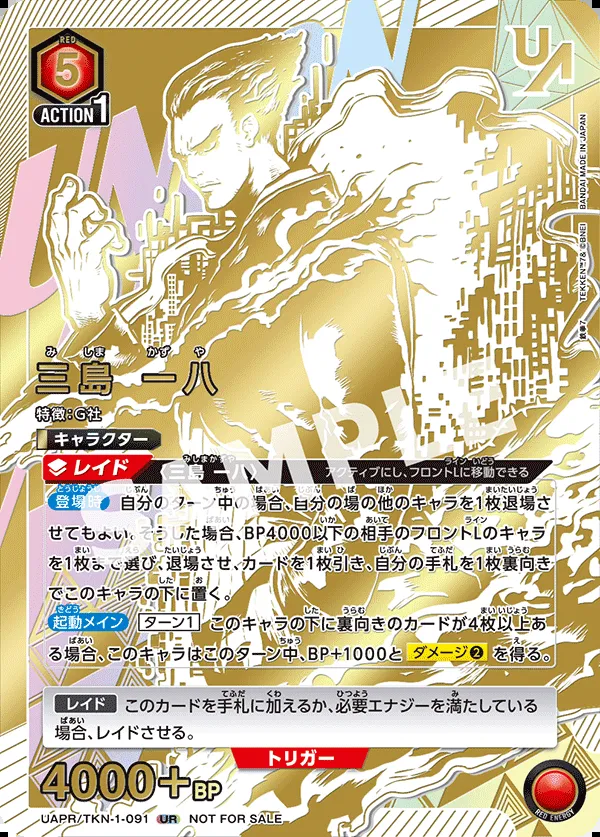 RED
5
ACTION 1
UA
BANDAI MADE IN JAPAN
鉄拳7 TEKKEN™7& ©BNEI
SAMPLE
みしま かずや
三島 一八
特徴:G社
キャラクター
レイド 〈三島 一八〉 アクティブにし、フロントLに移動できる
登場時 自分のターン中の場合、自分の場の他のキャラを1枚退場さ
せてもよい。そうした場合、BP4000以下の相手のフロントLのキャラ
を1枚まで選び、退場させ、カードを1枚引き、自分の手札を1枚裏向き
でこのキャラの下に置く。
起動メイン ターン1 このキャラの下に裏向きのカードが4枚以上あ
る場合、このキャラはこのターン中、BP+1000と ダメージ❷ を得る。
レイド このカードを手札に加えるか、必要エナジーを満たしている
場合、レイドさせる。
トリガー
4000+BP
RED ENERGY
UAPR/TKN-1-091 UR NOT FOR SALE